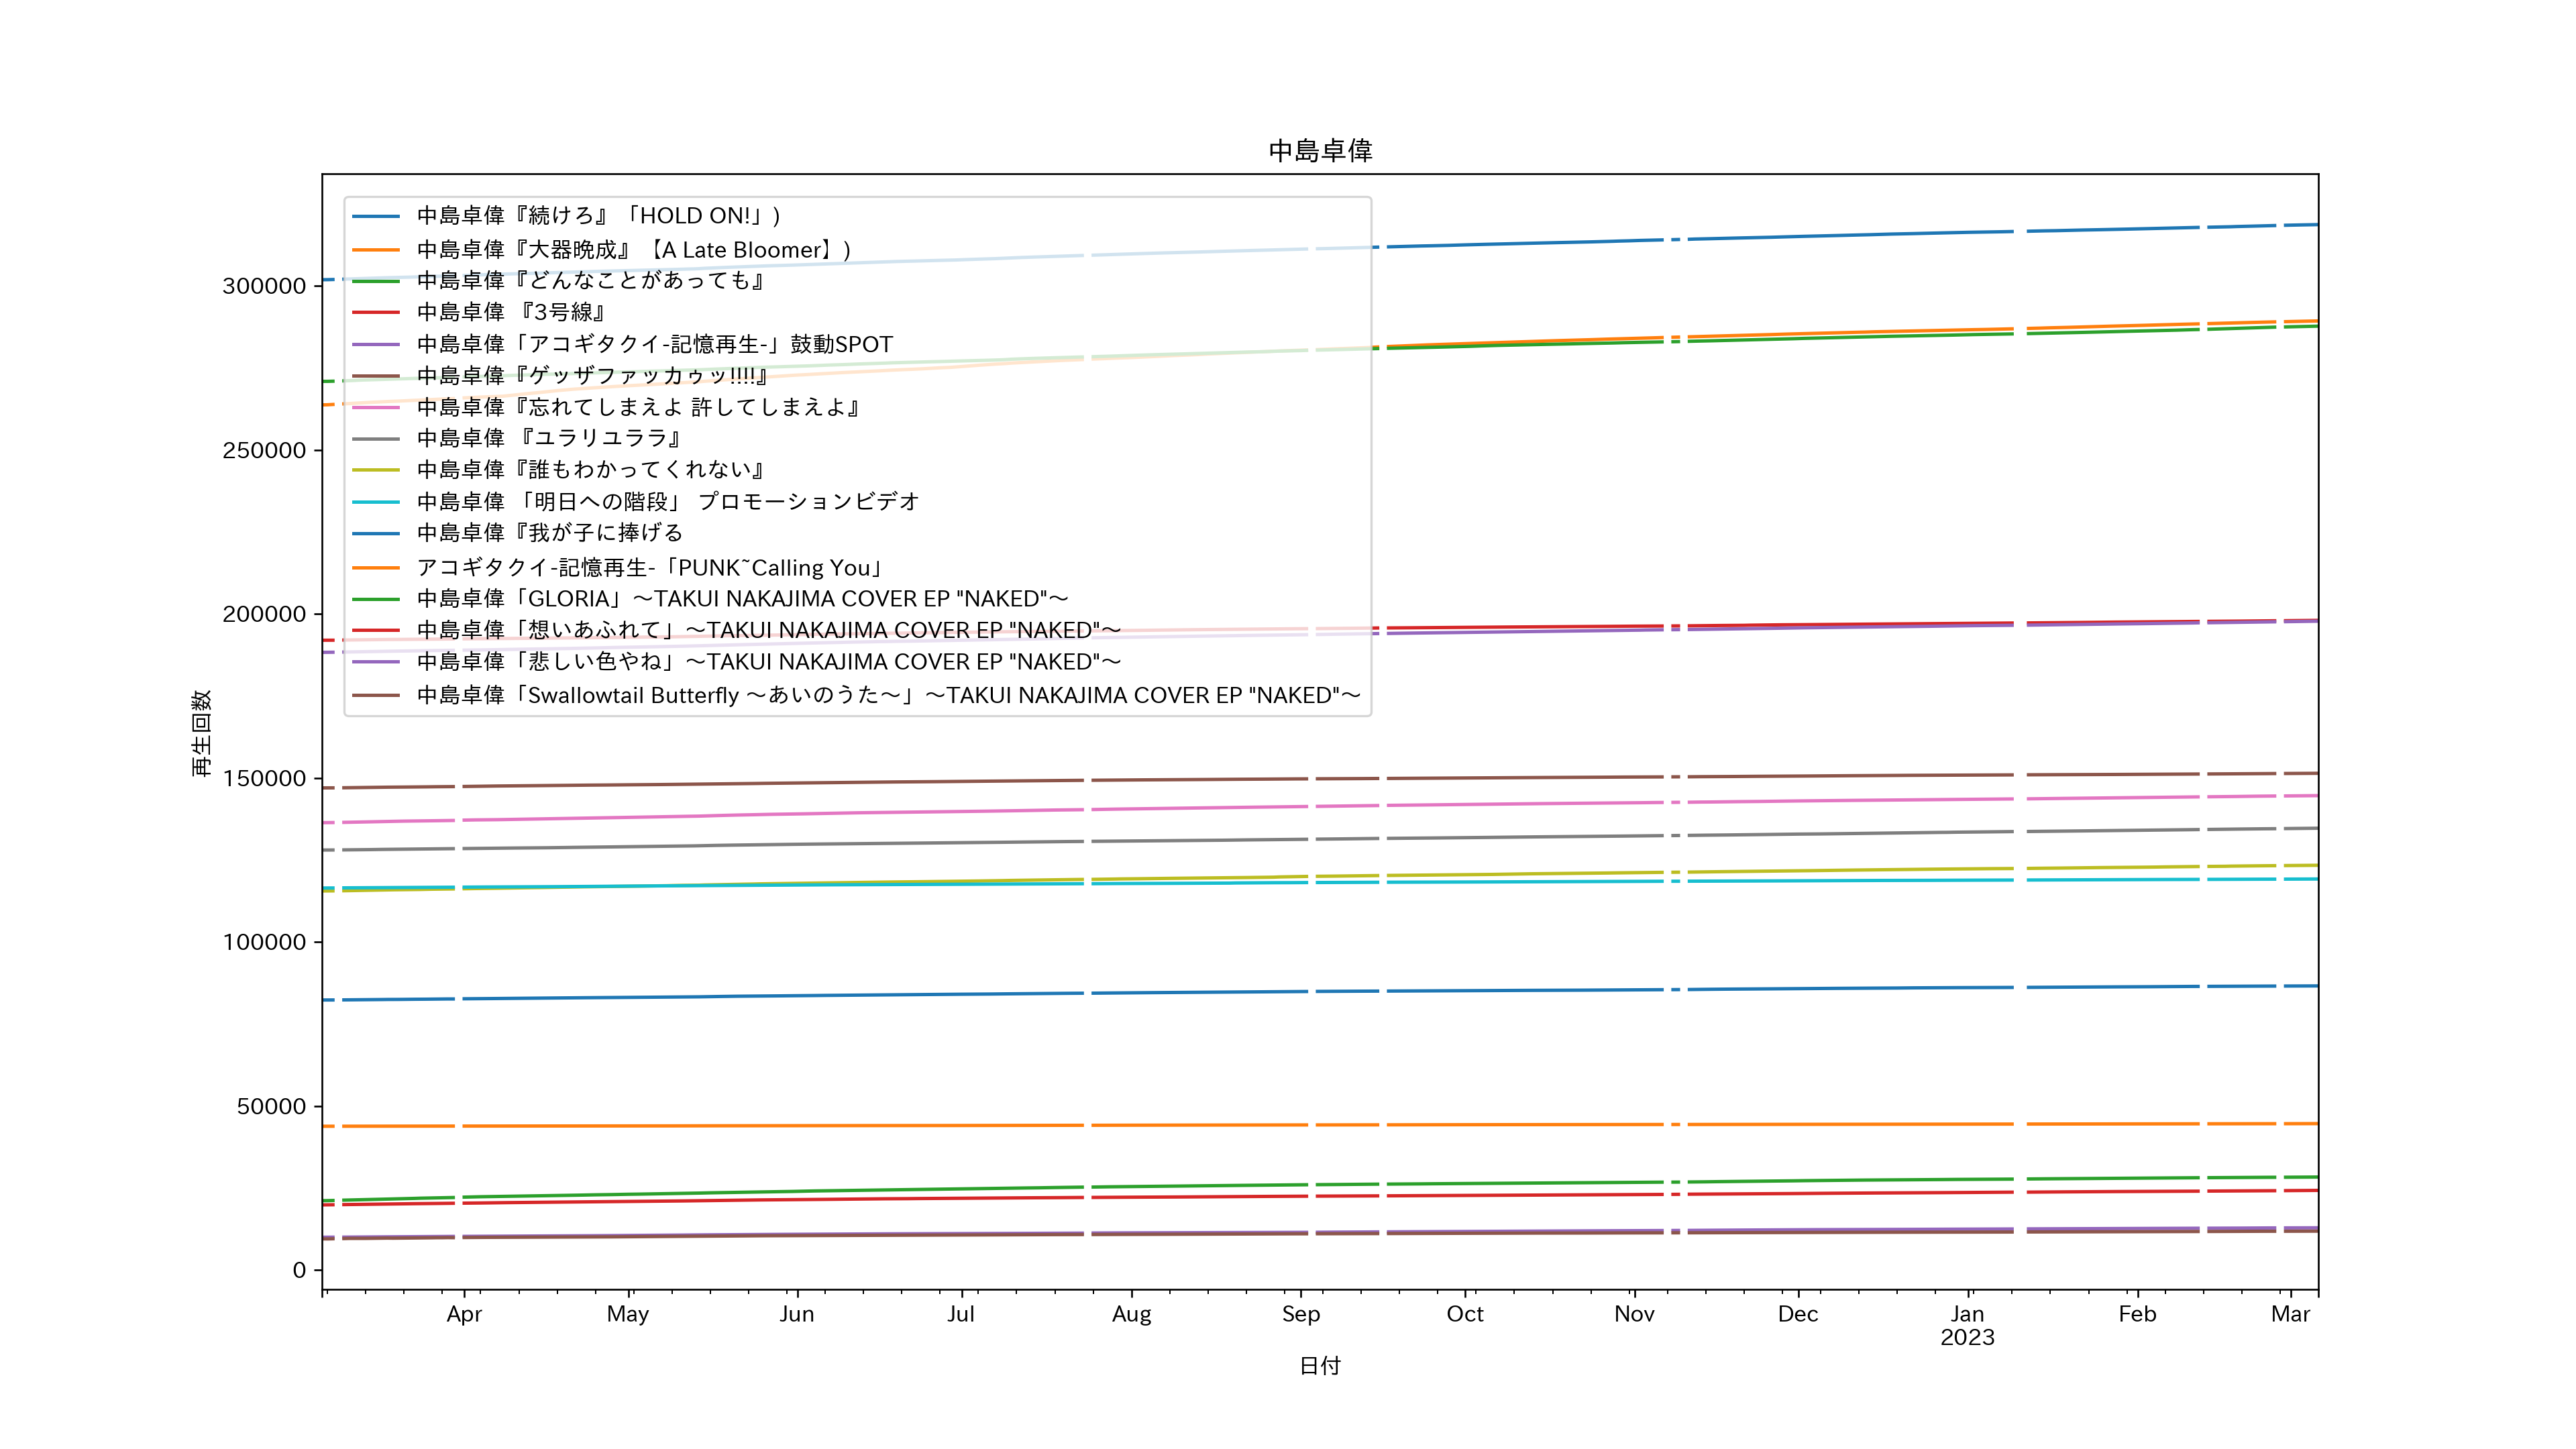 中島卓偉
中島卓偉『続けろ』「HOLD ON!」)
中島卓偉『大器晩成』【A Late Bloomer】)
中島卓偉『どんなことがあっても』
中島卓偉 『3号線』
中島卓偉「アコギタクイ-記憶再生-」鼓動SPOT
中島卓偉『ゲッザファッカゥッ!!!!』
中島卓偉『忘れてしまえよ 許してしまえよ』
中島卓偉 『ユラリユララ』
中島卓偉『誰もわかってくれない』
中島卓偉 「明日への階段」 プロモーションビデオ
中島卓偉『我が子に捧げる
アコギタクイ-記憶再生-「PUNK~Calling You」
中島卓偉「GLORIA」～TAKUI NAKAJIMA COVER EP "NAKED"～
中島卓偉「想いあふれて」～TAKUI NAKAJIMA COVER EP "NAKED"～
中島卓偉「悲しい色やね」～TAKUI NAKAJIMA COVER EP "NAKED"～
中島卓偉「Swallowtail Butterfly ～あいのうた～」～TAKUI NAKAJIMA COVER EP "NAKED"～
再生回数
300000
250000
200000
150000
100000
50000
0
Apr May Jun Jul Aug Sep Oct Nov Dec Jan Feb Mar
2023
日付